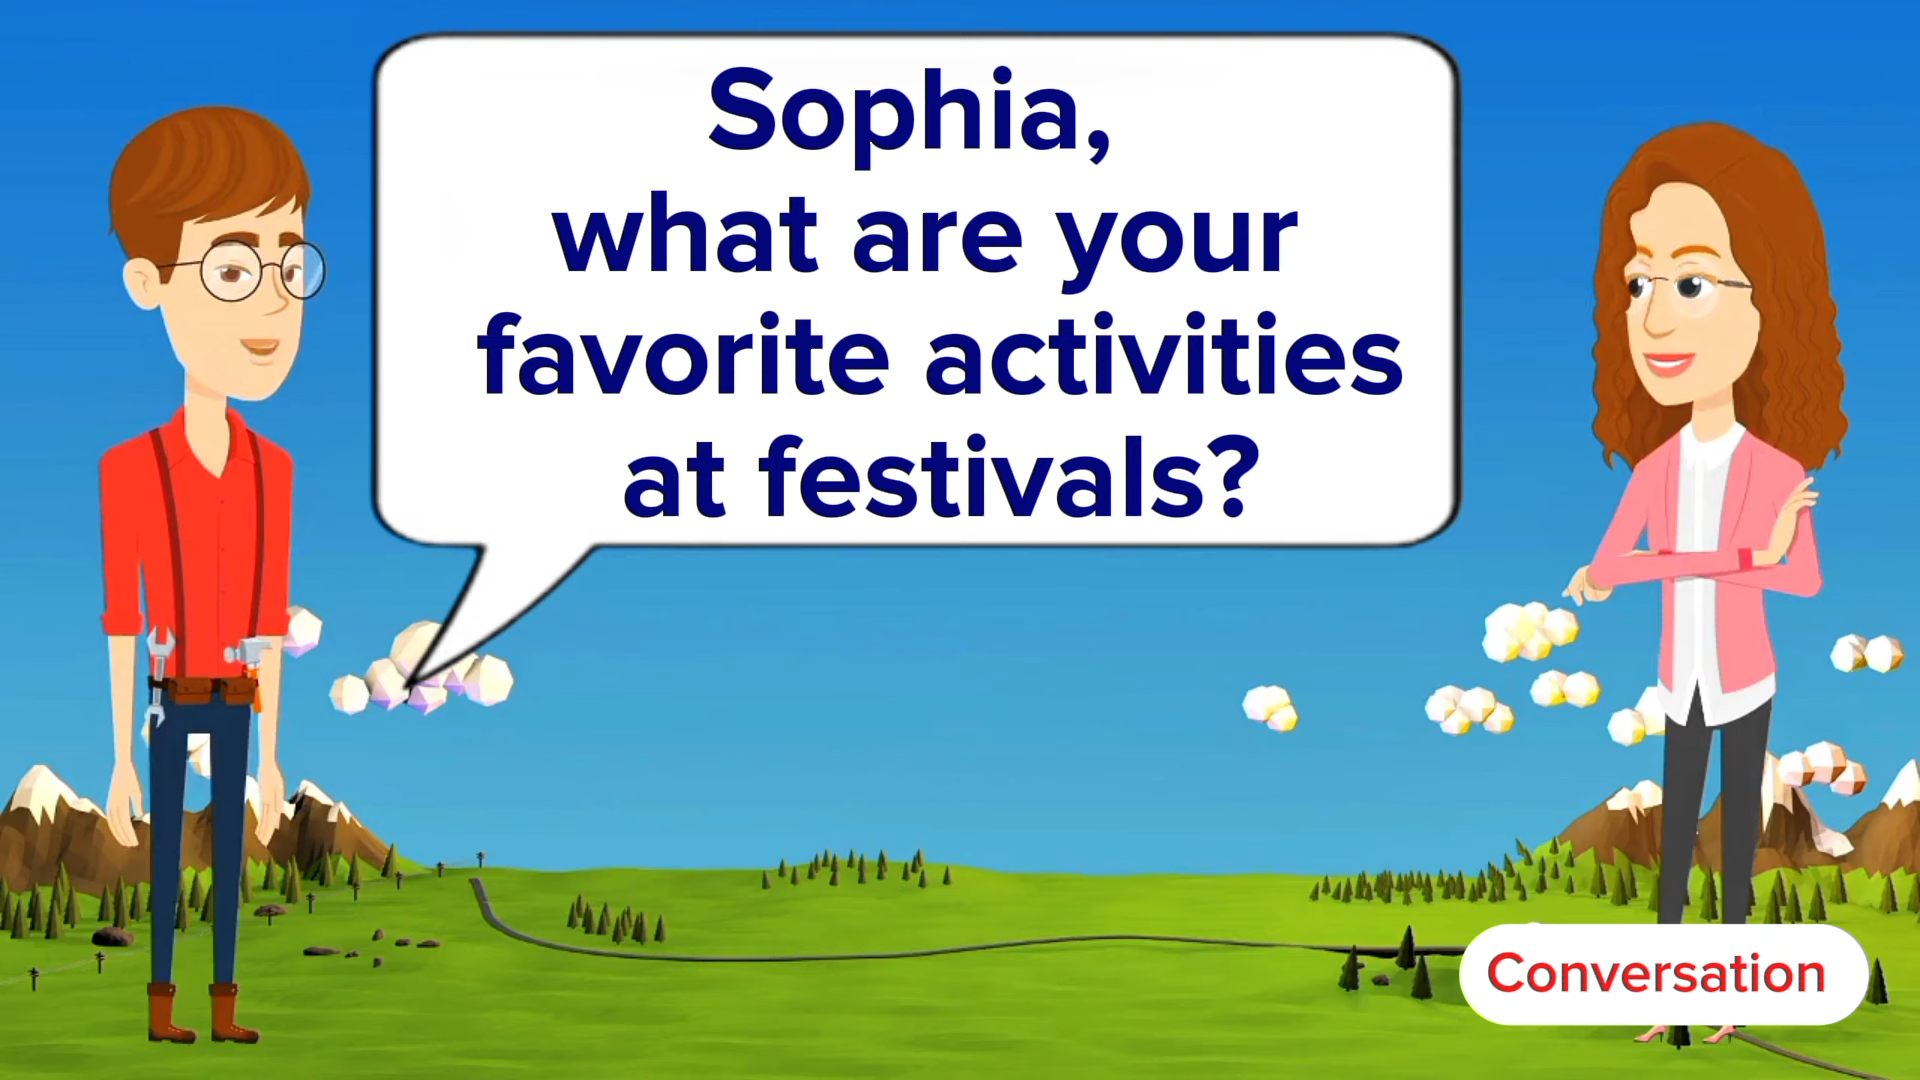 Sophia,
what are your
favorite activities
at festivals?
Conversation